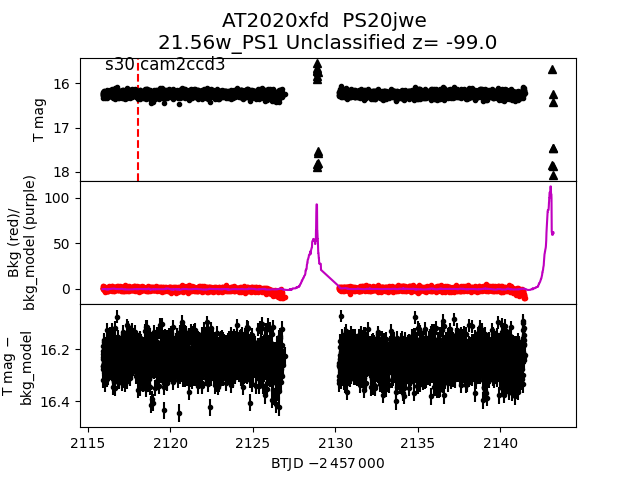 AT2020xfd  PS20jwe
21.56w_PS1 Unclassified z= -99.0
s30 cam2ccd3
T mag
16
17
18
Bkg (red)/
bkg_model (purple)
100
50
0
T mag −
bkg_model
16.2
16.4
2115
2120
2125
2130
2135
2140
BTJD −2 457 000